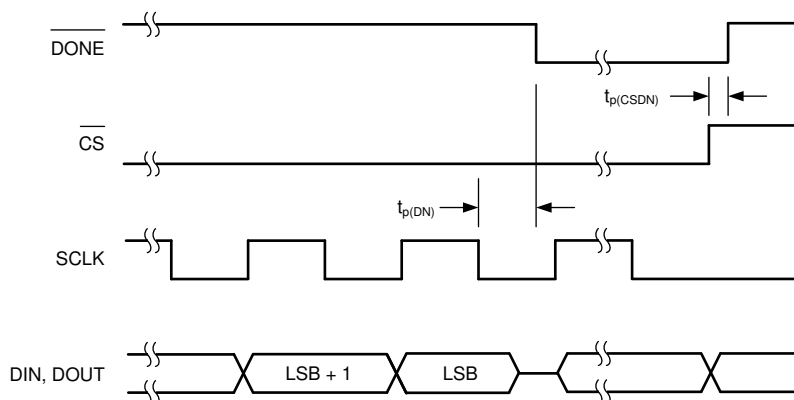 DONE
t_p(CSDN)
CS
t_p(DN)
SCLK
DIN, DOUT
LSB + 1
LSB